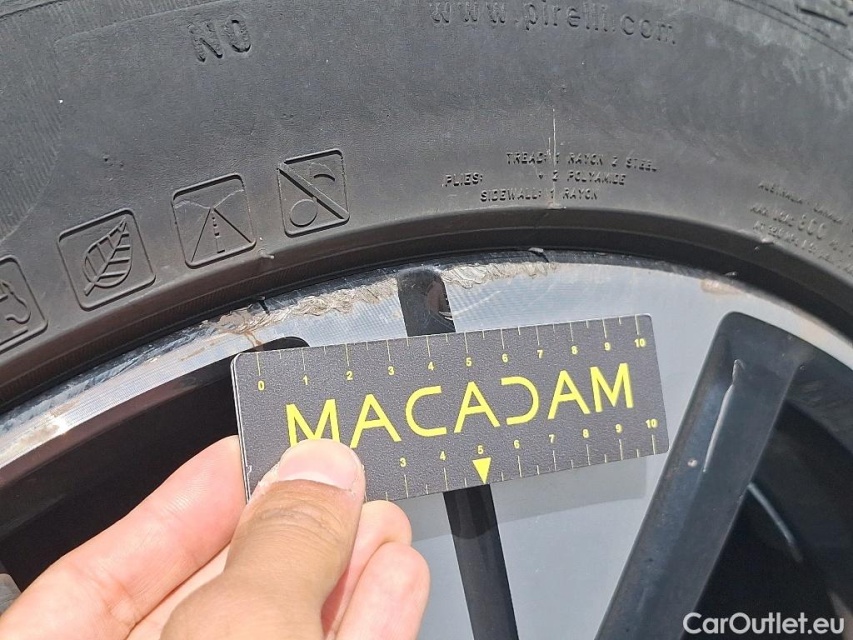 NO
www.pirelli.com
TREAD: 1 RAYON 2 STEEL
PLIES: + 2 POLYAMIDE
SIDEWALL: 1 RAYON
0 1 2 3 4 5 6 7 8 9 10
MACADAM
3 4 5 6 7 8 9 10
CarOutlet.eu